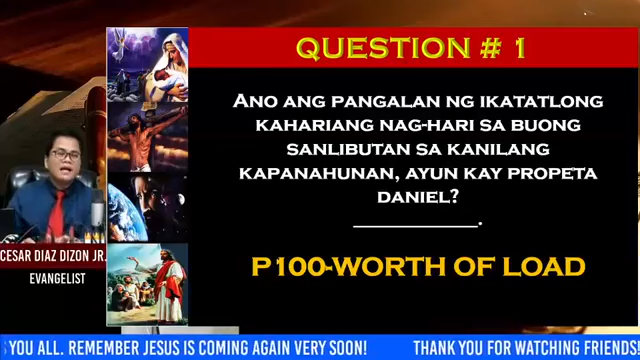 QUESTION # 1
ANO ANG PANGALAN NG IKATATLONG
KAHARIANG NAG-HARI SA BUONG
SANLIBUTAN SA KANILANG
KAPANAHUNAN, AYUN KAY PROPETA
DANIEL?
____________.
P100-WORTH OF LOAD
CESAR DIAZ DIZON JR.
EVANGELIST
YOU ALL. REMEMBER JESUS IS COMING AGAIN VERY SOON! THANK YOU FOR WATCHING FRIENDS!